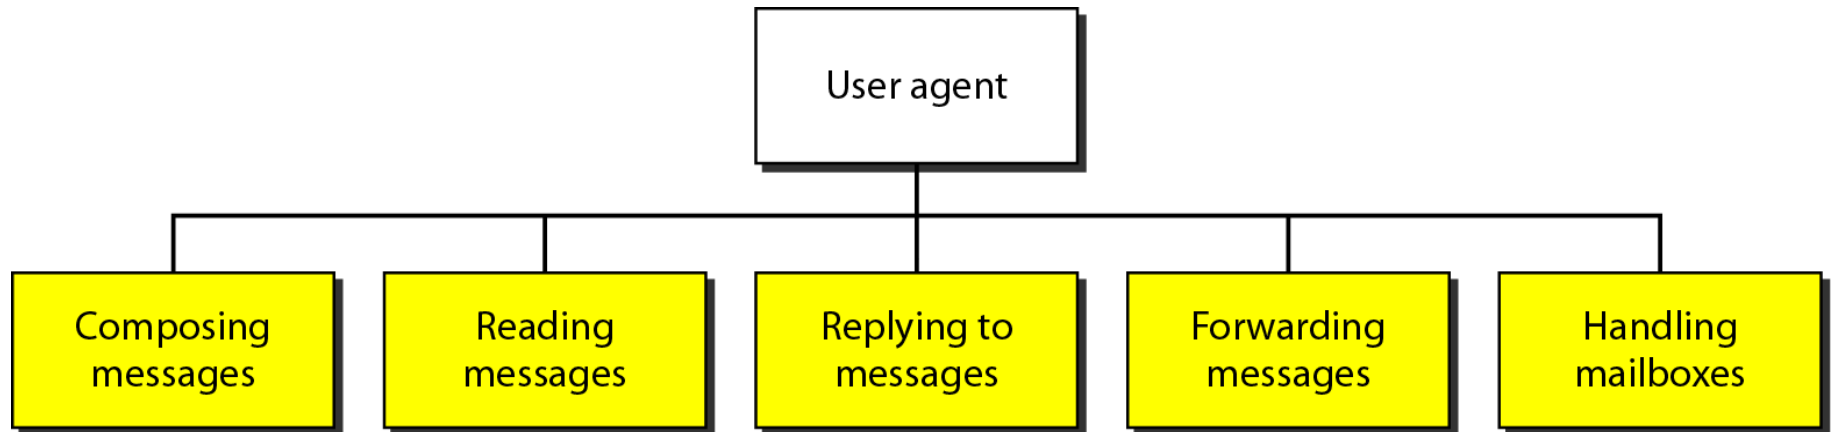 User agent
Composing
messages
Reading
messages
Replying to
messages
Forwarding
messages
Handling
mailboxes